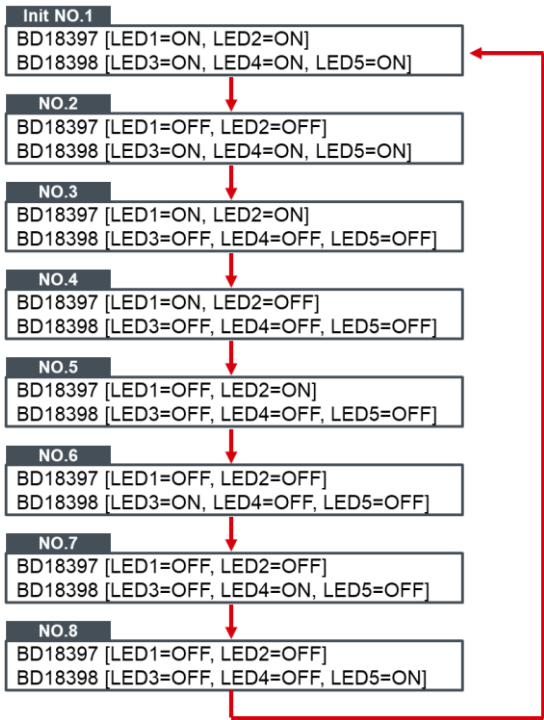 Init NO.1
BD18397 [LED1=ON, LED2=ON]
BD18398 [LED3=ON, LED4=ON, LED5=ON]
NO.2
BD18397 [LED1=OFF, LED2=OFF]
BD18398 [LED3=ON, LED4=ON, LED5=ON]
NO.3
BD18397 [LED1=ON, LED2=ON]
BD18398 [LED3=OFF, LED4=OFF, LED5=OFF]
NO.4
BD18397 [LED1=ON, LED2=OFF]
BD18398 [LED3=OFF, LED4=OFF, LED5=OFF]
NO.5
BD18397 [LED1=OFF, LED2=ON]
BD18398 [LED3=OFF, LED4=OFF, LED5=OFF]
NO.6
BD18397 [LED1=OFF, LED2=OFF]
BD18398 [LED3=ON, LED4=OFF, LED5=OFF]
NO.7
BD18397 [LED1=OFF, LED2=OFF]
BD18398 [LED3=OFF, LED4=ON, LED5=OFF]
NO.8
BD18397 [LED1=OFF, LED2=OFF]
BD18398 [LED3=OFF, LED4=OFF, LED5=ON]